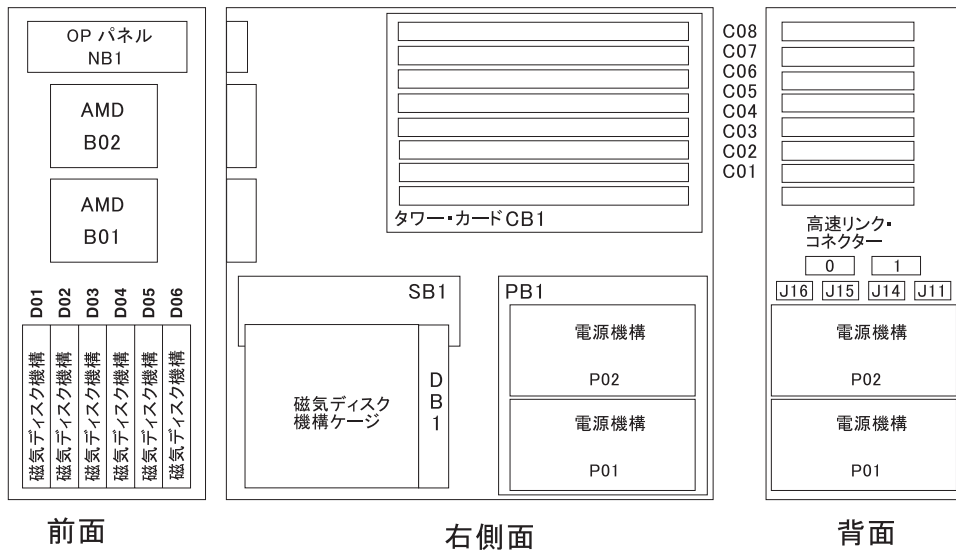 OP パネル
NB1
AMD
B02
AMD
B01
D01
D02
D03
D04
D05
D06
磁気ディスク機構
磁気ディスク機構
磁気ディスク機構
磁気ディスク機構
磁気ディスク機構
磁気ディスク機構
前面
タワー・カード CB1
SB1
DB1
磁気ディスク
機構ケージ
PB1
電源機構
P02
電源機構
P01
右側面
C08
C07
C06
C05
C04
C03
C02
C01
高速リンク・
コネクター
0 1
J16 J15 J14 J11
電源機構
P02
電源機構
P01
背面